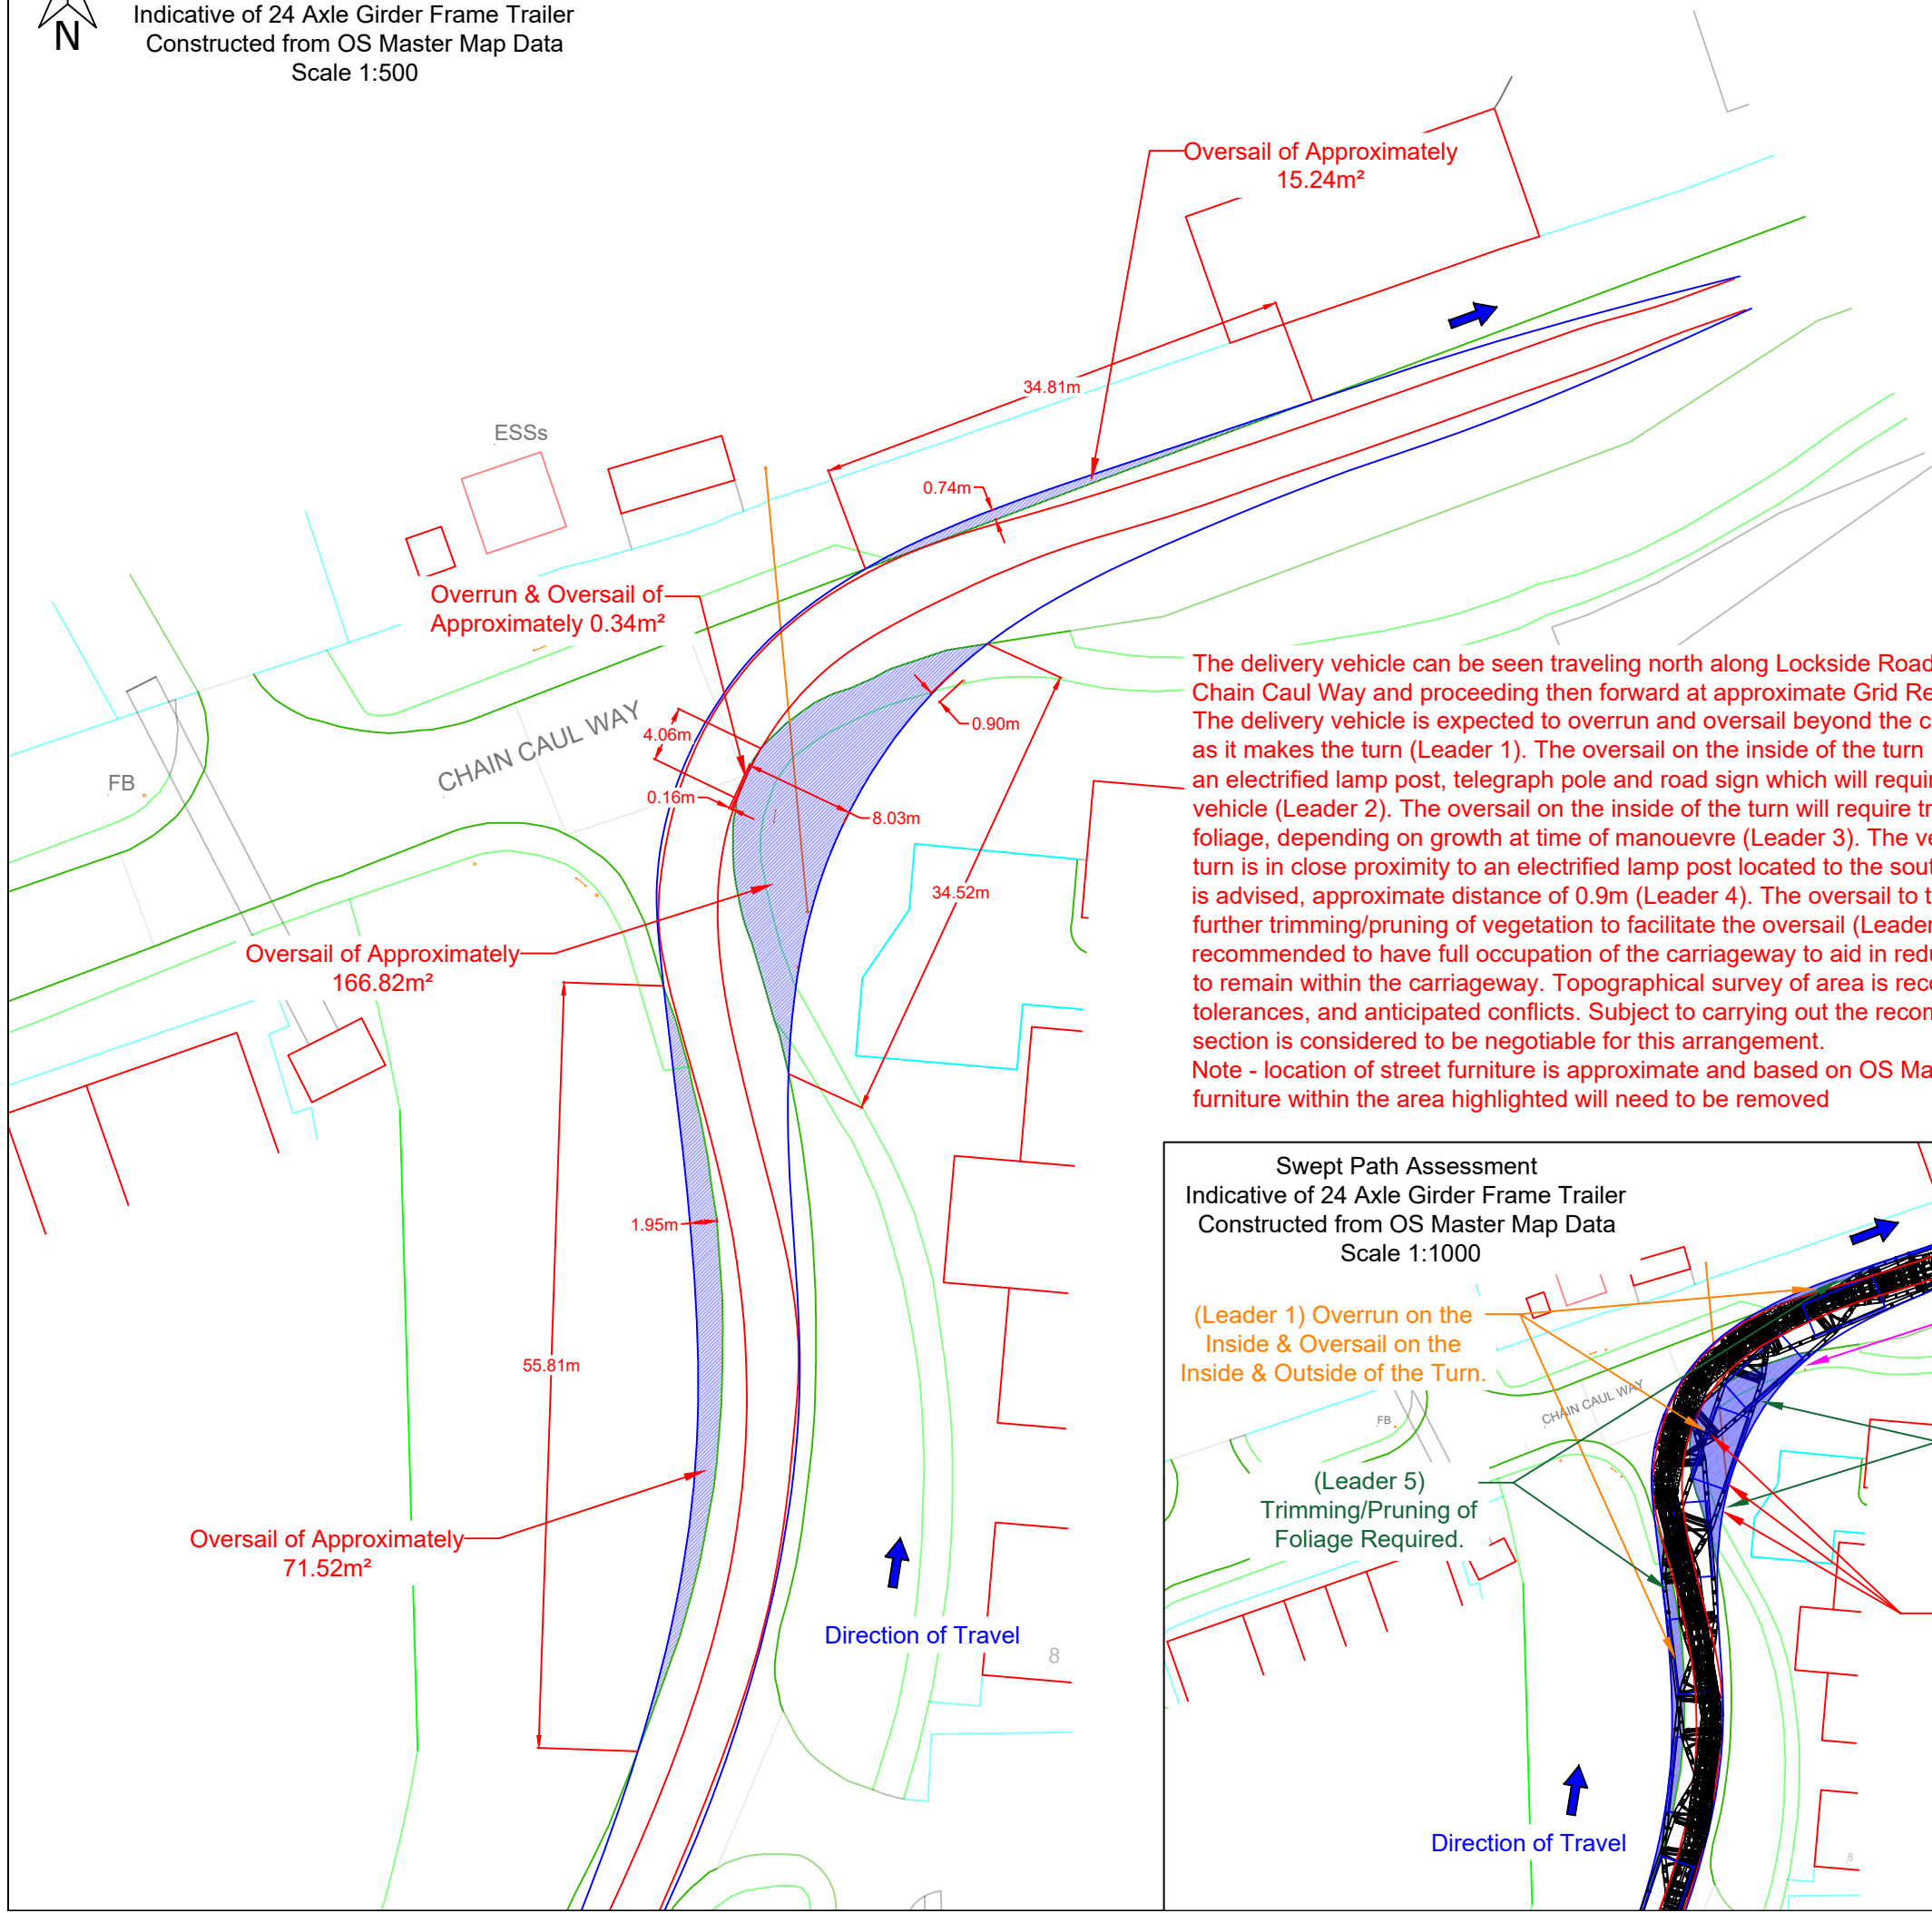 N
Indicative of 24 Axle Girder Frame Trailer
Constructed from OS Master Map Data
Scale 1:500
Oversail of Approximately
15.24m²
34.81m
ESSs
0.74m
Overrun & Oversail of
Approximately 0.34m²
CHAIN CAUL WAY
FB
4.06m
0.16m
0.90m
8.03m
34.52m
Oversail of Approximately
166.82m²
1.95m
55.81m
Oversail of Approximately
71.52m²
Direction of Travel
8
The delivery vehicle can be seen traveling north along Lockside Road
Chain Caul Way and proceeding then forward at approximate Grid Re
The delivery vehicle is expected to overrun and oversail beyond the c
as it makes the turn (Leader 1). The oversail on the inside of the turn
an electrified lamp post, telegraph pole and road sign which will requi
vehicle (Leader 2). The oversail on the inside of the turn will require tr
foliage, depending on growth at time of manouevre (Leader 3). The ve
turn is in close proximity to an electrified lamp post located to the sout
is advised, approximate distance of 0.9m (Leader 4). The oversail to t
further trimming/pruning of vegetation to facilitate the oversail (Leader
recommended to have full occupation of the carriageway to aid in redu
to remain within the carriageway. Topographical survey of area is reco
tolerances, and anticipated conflicts. Subject to carrying out the recon
section is considered to be negotiable for this arrangement.
Note - location of street furniture is approximate and based on OS Ma
furniture within the area highlighted will need to be removed
Swept Path Assessment
Indicative of 24 Axle Girder Frame Trailer
Constructed from OS Master Map Data
Scale 1:1000
(Leader 1) Overrun on the
Inside & Oversail on the
Inside & Outside of the Turn.
CHAIN CAUL WAY
FB
(Leader 5)
Trimming/Pruning of
Foliage Required.
Direction of Travel
8